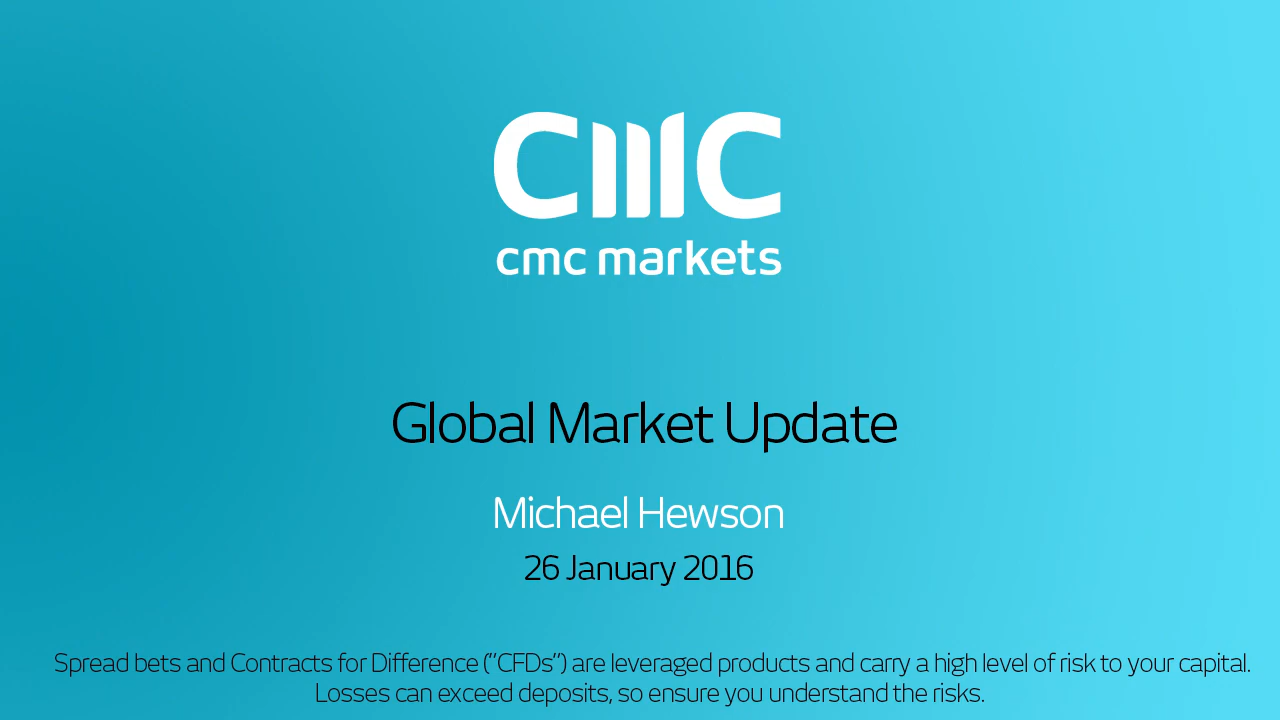 CMC
cmc markets
Global Market Update
Michael Hewson
26 January 2016
Spread bets and Contracts for Difference (“CFDs”) are leveraged products and carry a high level of risk to your capital.
Losses can exceed deposits, so ensure you understand the risks.